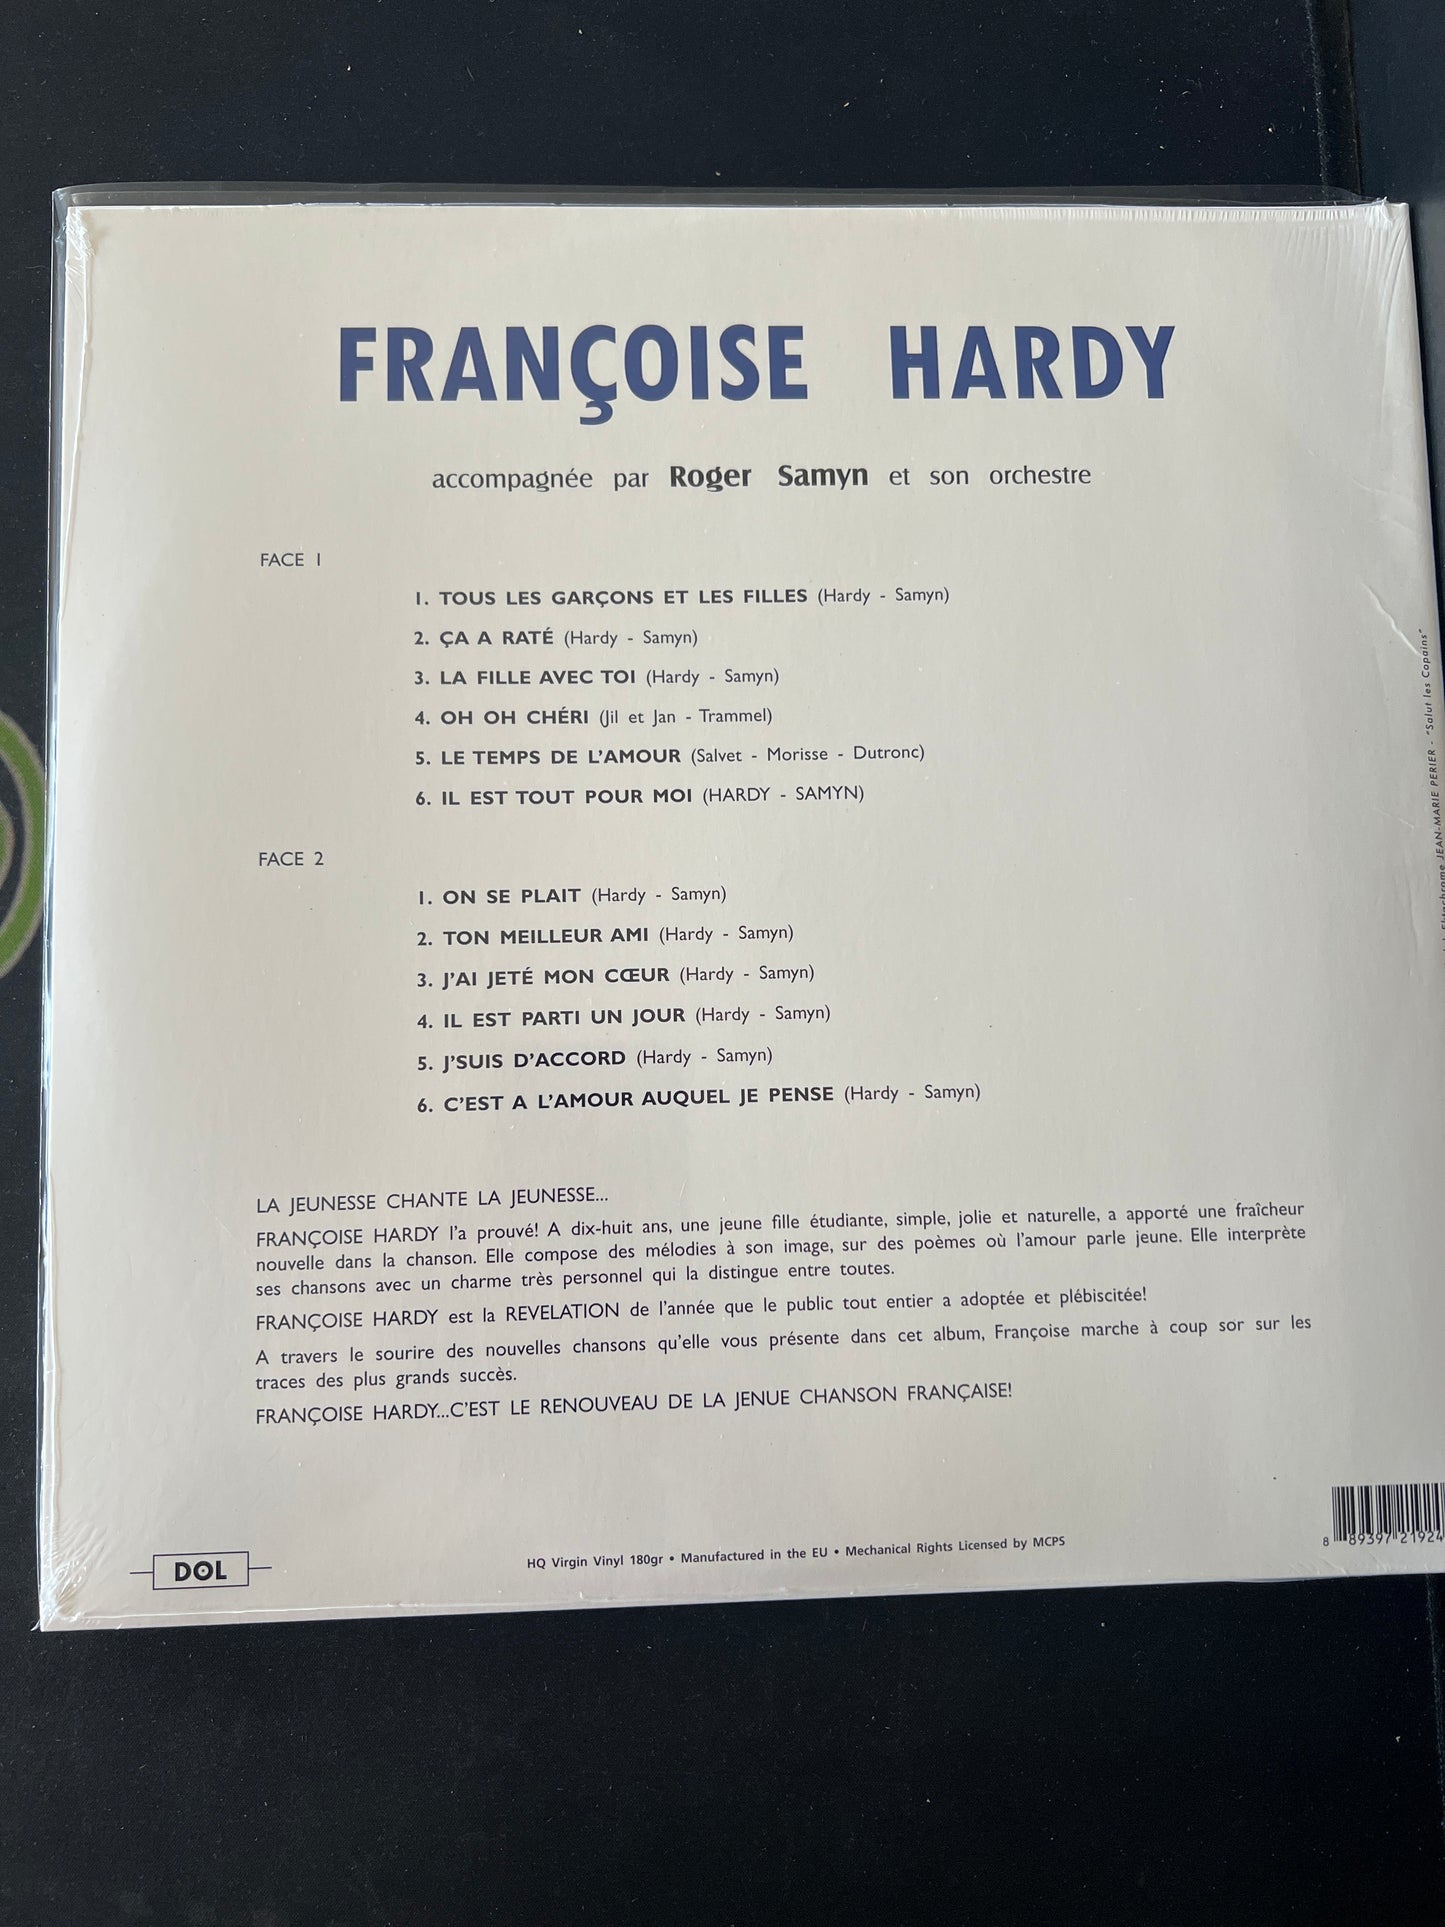 FRANÇOISE HARDY
accompagnée par Roger Samyn et son orchestre
FACE 1
1. TOUS LES GARÇONS ET LES FILLES (Hardy - Samyn)
2. ÇA A RATÉ (Hardy - Samyn)
3. LA FILLE AVEC TOI (Hardy - Samyn)
4. OH OH CHÉRI (Jil et Jan - Trammel)
5. LE TEMPS DE L'AMOUR (Salvet - Morisse - Dutronc)
6. IL EST TOUT POUR MOI (HARDY - SAMYN)
FACE 2
1. ON SE PLAIT (Hardy - Samyn)
2. TON MEILLEUR AMI (Hardy - Samyn)
3. J'AI JETÉ MON CŒUR (Hardy - Samyn)
4. IL EST PARTI UN JOUR (Hardy - Samyn)
5. J'SUIS D'ACCORD (Hardy - Samyn)
6. C'EST A L'AMOUR AUQUEL JE PENSE (Hardy - Samyn)
LA JEUNESSE CHANTE LA JEUNESSE...
FRANÇOISE HARDY l'a prouvé! A dix-huit ans, une jeune fille étudiante, simple, jolie et naturelle, a apporté une fraîcheur
nouvelle dans la chanson. Elle compose des mélodies à son image, sur des poèmes où l'amour parle jeune. Elle interprète
ses chansons avec un charme très personnel qui la distingue entre toutes.
FRANÇOISE HARDY est la REVELATION de l'année que le public tout entier a adoptée et plébiscitée!
A travers le sourire des nouvelles chansons qu'elle vous présente dans cet album, Françoise marche à coup sor sur les
traces des plus grands succès.
FRANÇOISE HARDY...C'EST LE RENOUVEAU DE LA JENUE CHANSON FRANÇAISE!
DOL
HQ Virgin Vinyl 180gr • Manufactured in the EU • Mechanical Rights Licensed by MCPS
8 89397 21924
JEAN-MARIE PERIER - "Salut les Copains"